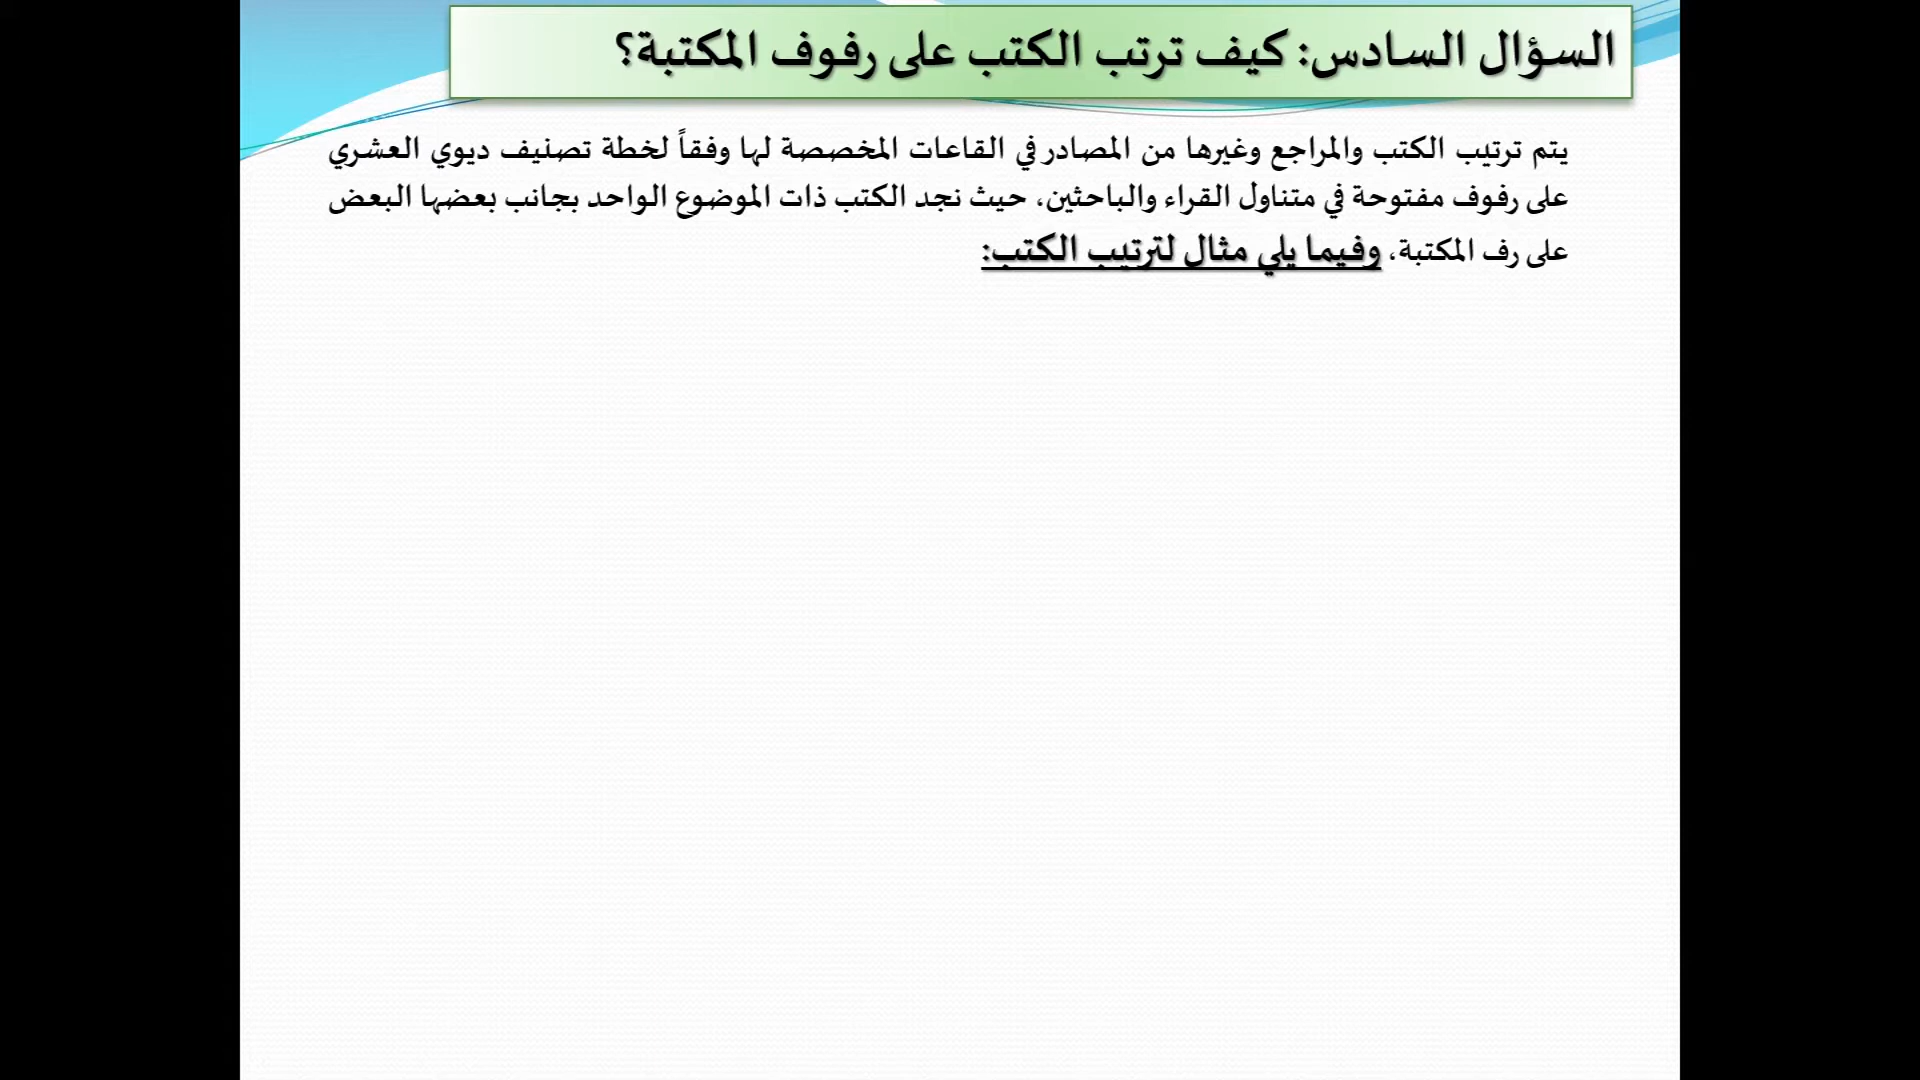 السؤال السادس: كيف ترتب الكتب على رفوف المكتبة؟
يتم ترتيب الكتب والمراجع وغيرها من المصادر في القاعات المخصصة لها وفقاً لخطة تصنيف ديوي العشري
على رفوف مفتوحة في متناول القراء والباحثين، حيث نجد الكتب ذات الموضوع الواحد بجانب بعضها البعض
على رف المكتبة، وفيما يلي مثال لترتيب الكتب: